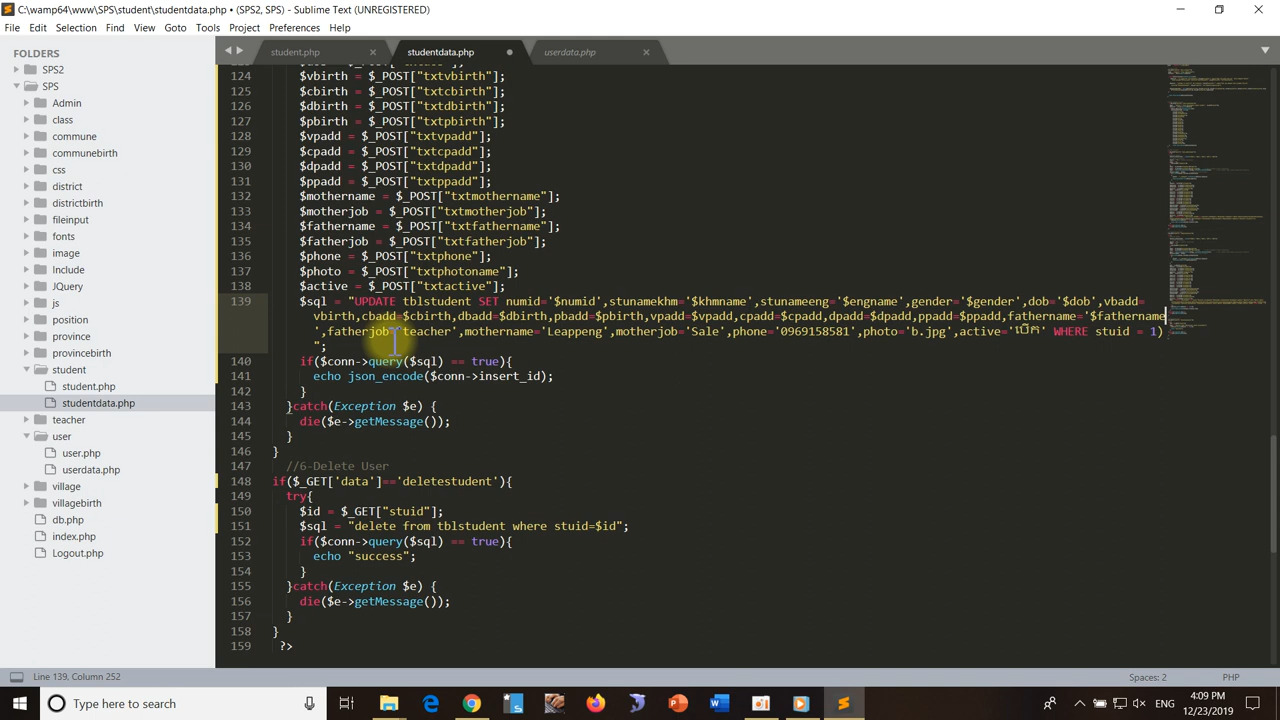 C:\wamp64\www\SPS\student\studentdata.php • (SPS2, SPS) - Sublime Text (UNREGISTERED)
File Edit Selection Find View Goto Tools Project Preferences Help
FOLDERS
SPS2
SPS
Admin
class
commune
communebirth
css
district
districtbirth
fileinput
fonts
image
Include
JQuery
js
position
province
provincebirth
student
student.php
studentdata.php
teacher
user
user.php
userdata.php
village
villagebirth
db.php
index.php
Logout.php
student.php studentdata.php userdata.php
124 $vbirth = $_POST["txtvbirth"];
125 $cbirth = $_POST["txtcbirth"];
126 $dbirth = $_POST["txtdbirth"];
127 $pbirth = $_POST["txtpbirth"];
128 $vpadd = $_POST["txtvpadd"];
129 $cpadd = $_POST["txtcpadd"];
130 $dpadd = $_POST["txtdpadd"];
131 $ppadd = $_POST["txtppadd"];
132 $mothername = $_POST["txtmothername"];
133 $motherjob = $_POST["txtmotherjob"];
134 $fathername = $_POST["txtfathername"];
135 $fatherjob = $_POST["txtfatherjob"];
136 $phone = $_POST["txtphone"];
137 $photo = $_POST["txtphotoname"];
138 $active = $_POST["txtactive"];
139 $sql = "UPDATE tblstudent SET numid='$numid',stunamekhm='$khmname',stunameeng='$engname',gender='$gender',dob='$dob',vbadd=
vbirth,cbadd=$cbirth,dbadd=$dbirth,pbadd=$pbirth,vpadd=$vpadd,cpadd=$cpadd,dpadd=$dpadd,ppadd=$ppadd,fathername='$fathername
',fatherjob='teacher',mothername='Leappeng',motherjob='Sale',phone='0969158581',photo='b.jpg',active='បើក' WHERE stuid = 1)
";
140 if($conn->query($sql) == true){
141 echo json_encode($conn->insert_id);
142 }
143 }catch(Exception $e) {
144 die($e->getMessage());
145 }
146 }
147 //6-Delete User
148 if($_GET['data']=='deletestudent'){
149 try{
150 $id = $_GET["stuid"];
151 $sql = "delete from tblstudent where stuid=$id";
152 if($conn->query($sql) == true){
153 echo "success";
154 }
155 }catch(Exception $e) {
156 die($e->getMessage());
157 }
158 }
159 ?>
Line 139, Column 252 Spaces: 2 PHP
Type here to search
ENG
4:09 PM
12/23/2019